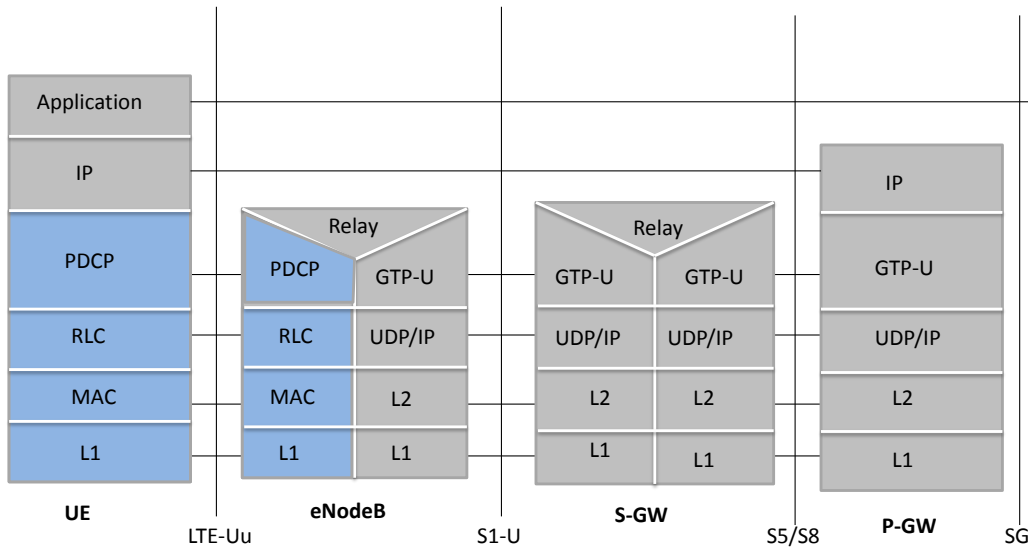 Application
IP
PDCP
RLC
MAC
L1
UE
LTE-Uu
Relay
PDCP
GTP-U
RLC
UDP/IP
MAC
L2
L1
L1
eNodeB
S1-U
Relay
GTP-U
GTP-U
UDP/IP
UDP/IP
L2
L2
L1
L1
S-GW
S5/S8
IP
GTP-U
UDP/IP
L2
L1
P-GW
SG